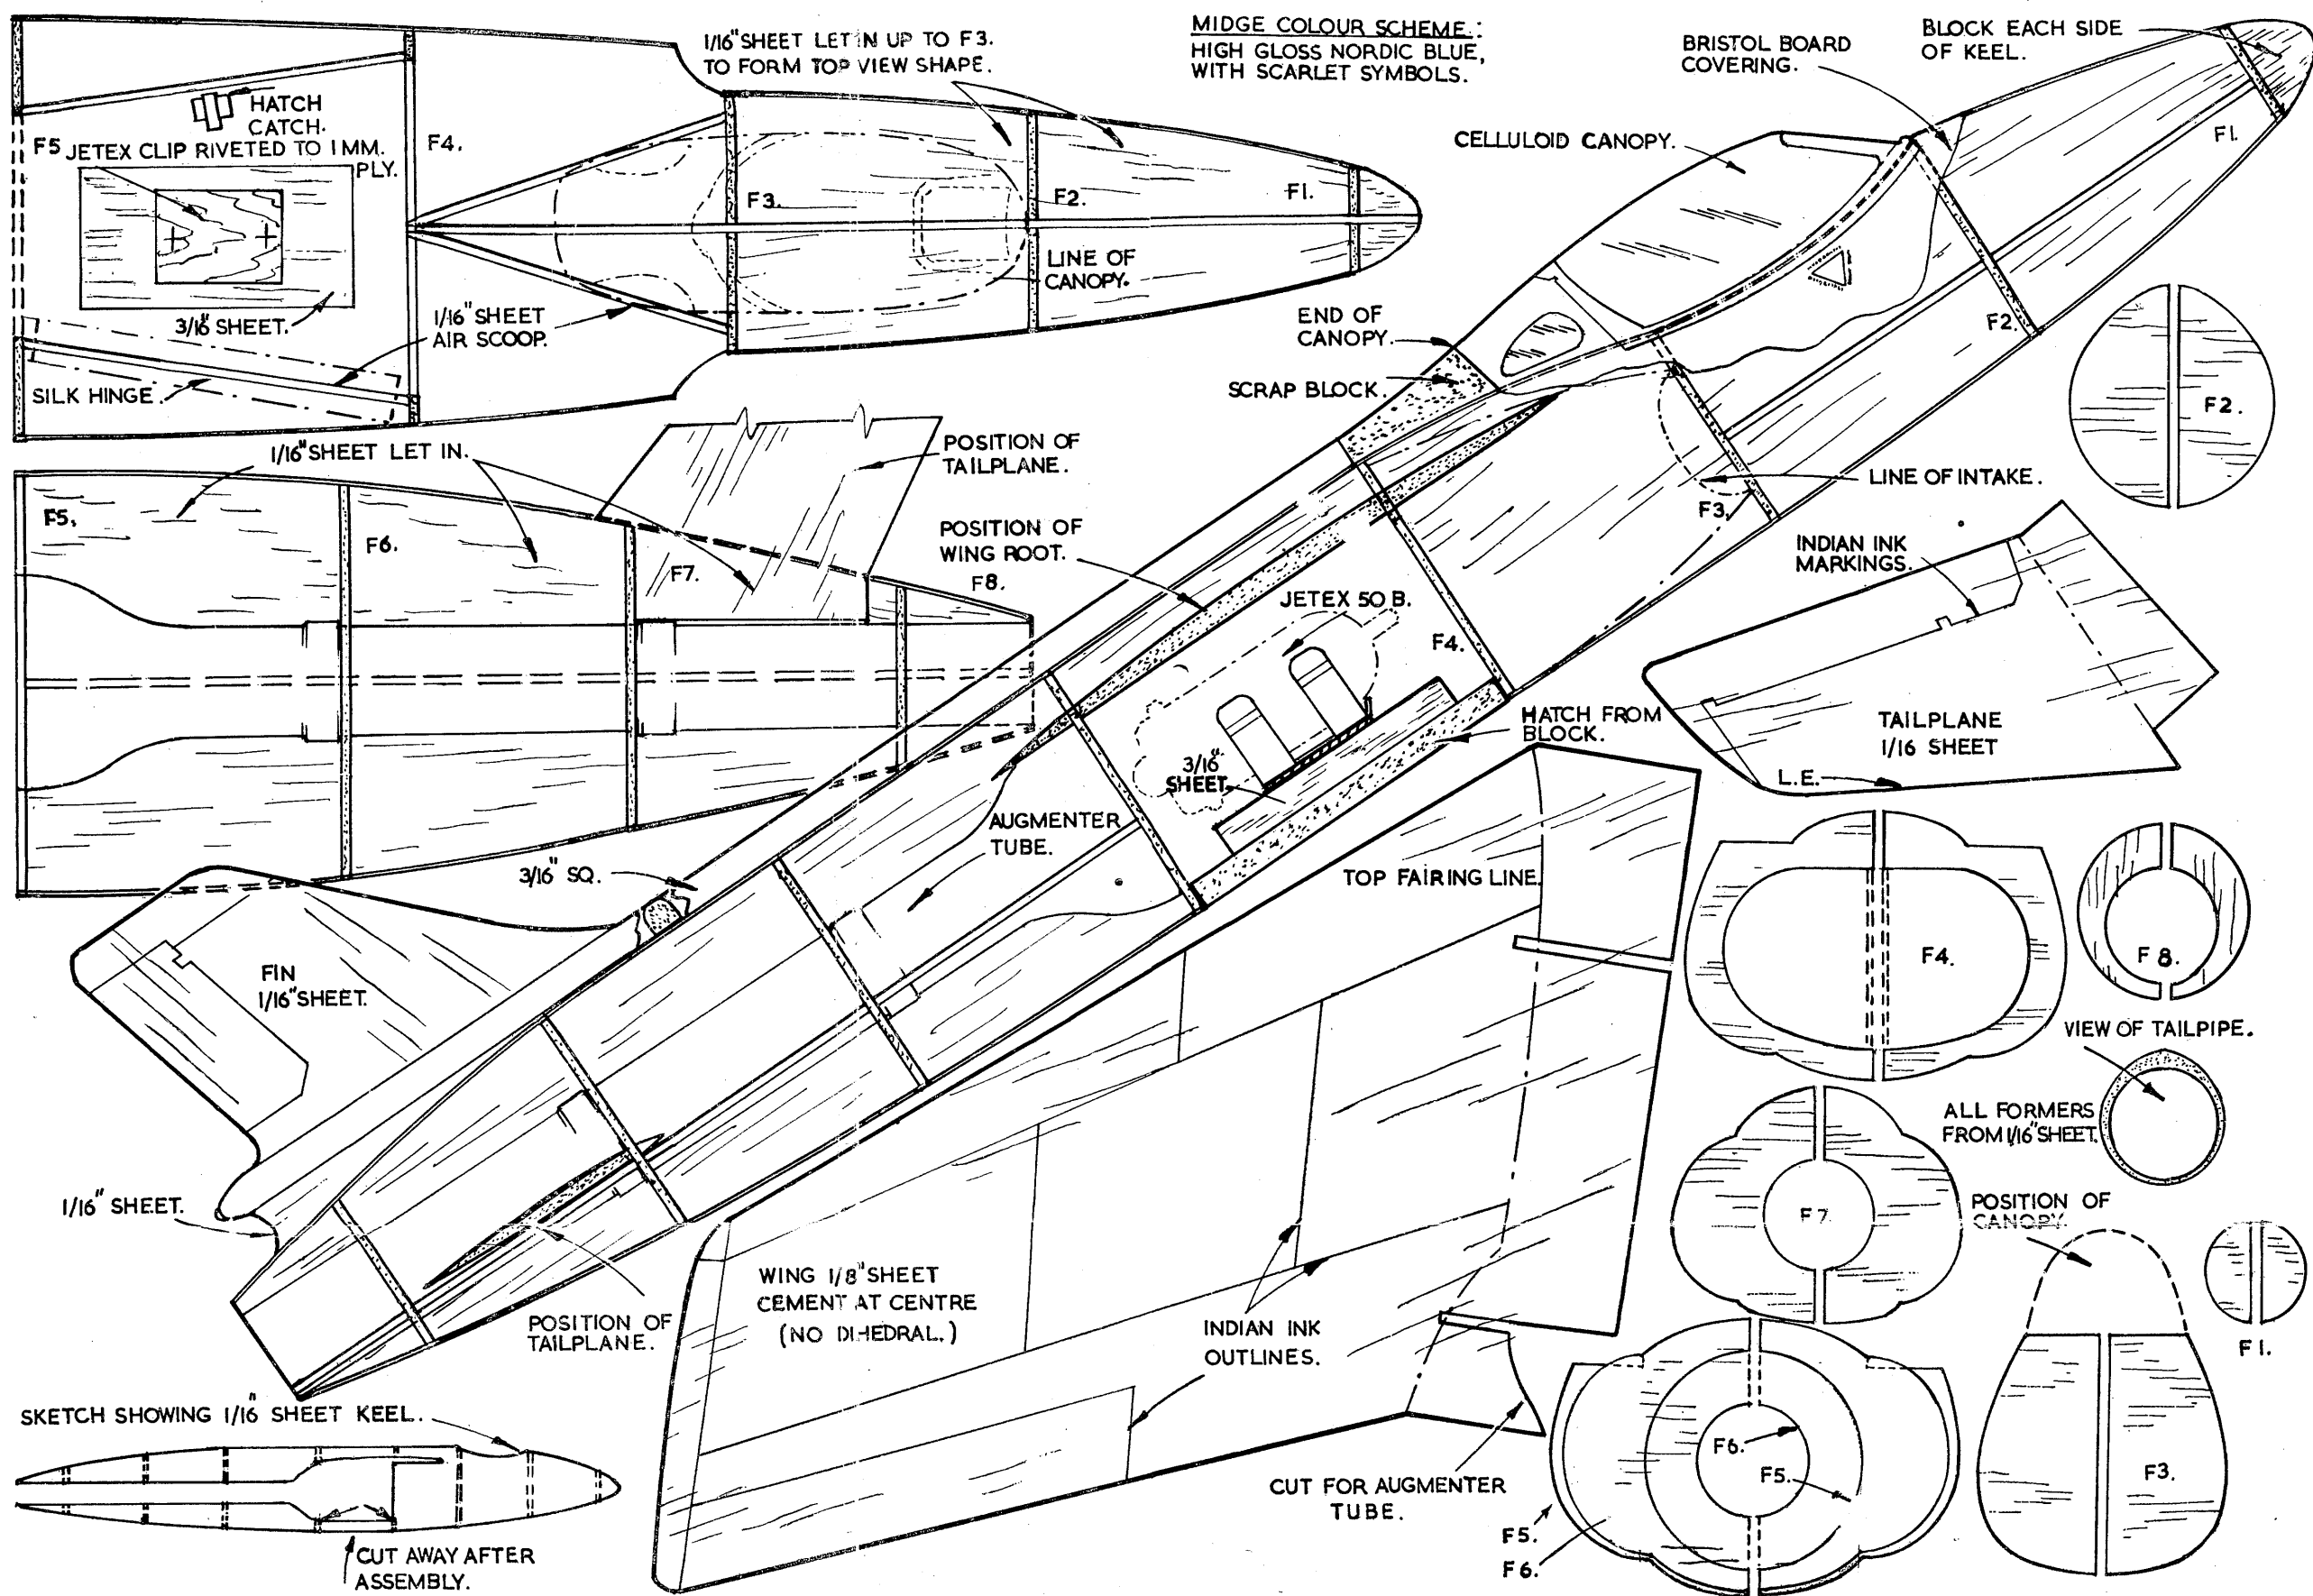 MIDGE COLOUR SCHEME.:
HIGH GLOSS NORDIC BLUE,
WITH SCARLET SYMBOLS.
1/16" SHEET LET IN UP TO F3.
TO FORM TOP VIEW SHAPE.
BRISTOL BOARD
COVERING.
BLOCK EACH SIDE
OF KEEL.
HATCH
CATCH.
F5
JETEX CLIP RIVETED TO 1 MM.
PLY.
F4.
F3.
F2.
F1.
CELLULOID CANOPY.
F1.
LINE OF
CANOPY.
3/16" SHEET.
1/16" SHEET
AIR SCOOP.
SILK HINGE.
END OF
CANOPY.
SCRAP BLOCK.
F2.
F2.
LINE OF INTAKE.
F3.
1/16" SHEET LET IN.
POSITION OF
TAILPLANE.
F5.
F6.
F7.
F8.
POSITION OF
WING ROOT.
JETEX 50 B.
F4.
INDIAN INK
MARKINGS.
TAILPLANE
1/16 SHEET
L.E.
HATCH FROM
BLOCK.
3/16"
SHEET.
AUGMENTER
TUBE.
3/16" SQ.
TOP FAIRING LINE.
FIN
1/16" SHEET.
F4.
F8.
VIEW OF TAILPIPE.
ALL FORMERS
FROM 1/16" SHEET.
F7.
POSITION OF
CANOPY.
F1.
1/16" SHEET.
POSITION OF
TAILPLANE.
WING 1/8" SHEET
CEMENT AT CENTRE
(NO DIHEDRAL.)
INDIAN INK
OUTLINES.
CUT FOR AUGMENTER
TUBE.
F6.
F5.
F5.
F6.
F3.
SKETCH SHOWING 1/16" SHEET KEEL.
CUT AWAY AFTER
ASSEMBLY.